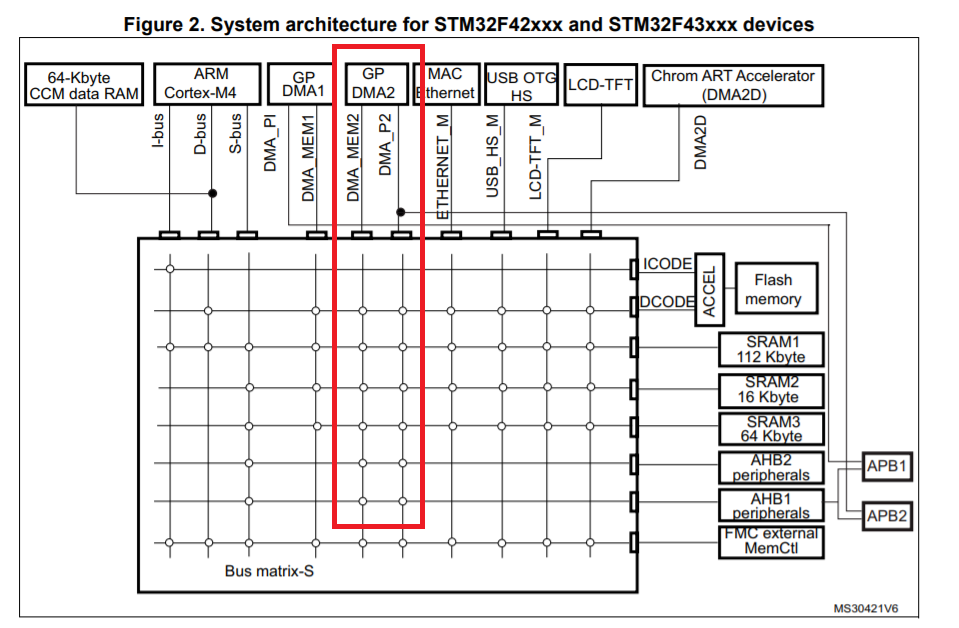 Figure 2. System architecture for STM32F42xxx and STM32F43xxx devices
64-Kbyte
CCM data RAM
ARM
Cortex-M4
GP
DMA1
GP
DMA2
MAC
Ethernet
USB OTG
HS
LCD-TFT
Chrom ART Accelerator
(DMA2D)
I-bus
D-bus
S-bus
DMA_PI
DMA_MEM1
DMA_MEM2
DMA_P2
ETHERNET_M
USB_HS_M
LCD-TFT_M
DMA2D
ICODE
DCODE
ACCEL
Flash
memory
SRAM1
112 Kbyte
SRAM2
16 Kbyte
SRAM3
64 Kbyte
AHB2
peripherals
AHB1
peripherals
FMC external
MemCtl
APB1
APB2
Bus matrix-S
MS30421V6